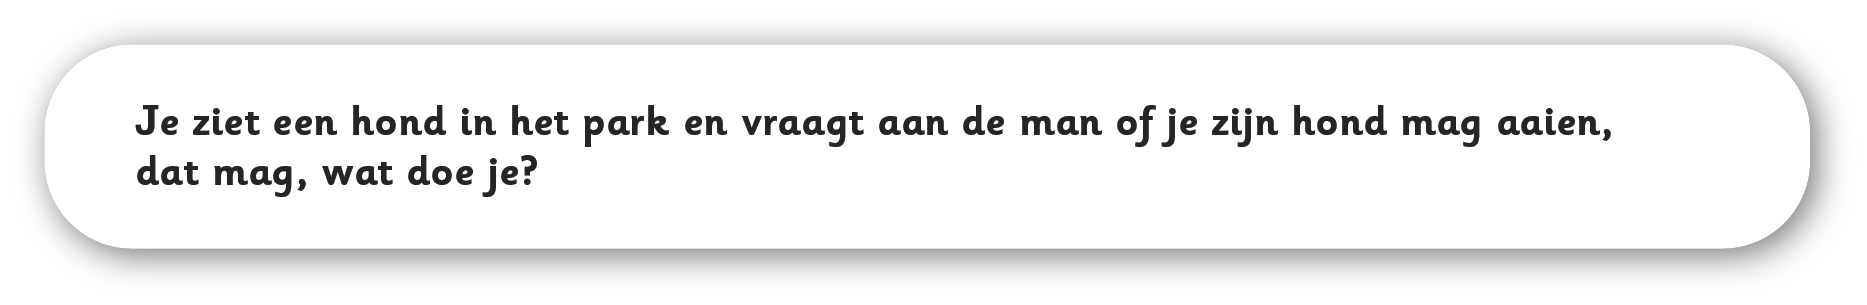 Je ziet een hond in het park en vraagt aan de man of je zijn hond mag aaien,
dat mag, wat doe je?